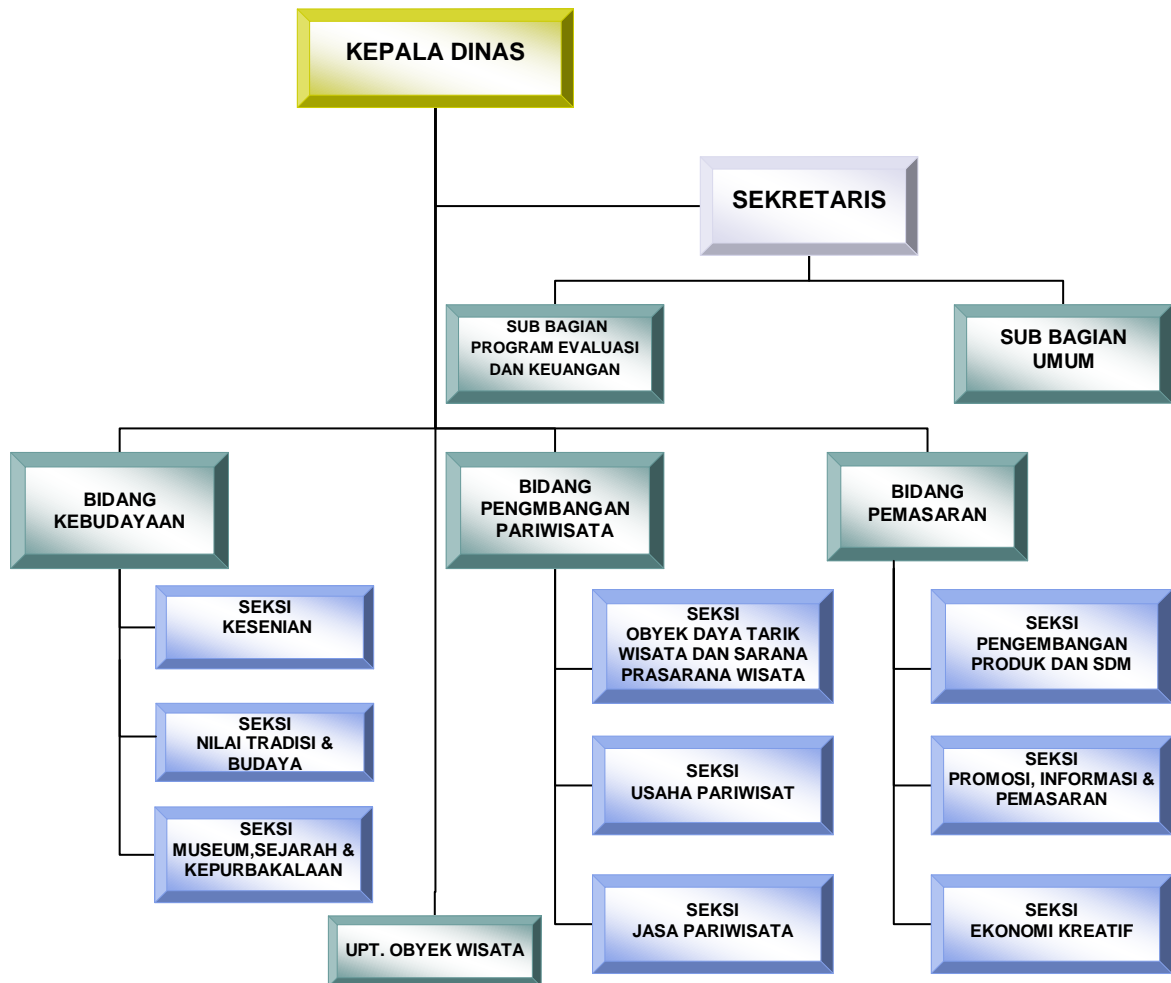 KEPALA DINAS
SEKRETARIS
SUB BAGIAN
PROGRAM EVALUASI
DAN KEUANGAN
SUB BAGIAN
UMUM
BIDANG
KEBUDAYAAN
BIDANG
PENGMBANGAN
PARIWISATA
BIDANG
PEMASARAN
SEKSI
KESENIAN
SEKSI
NILAI TRADISI &
BUDAYA
SEKSI
MUSEUM,SEJARAH &
KEPURBAKALAAN
SEKSI
OBYEK DAYA TARIK
WISATA DAN SARANA
PRASARANA WISATA
SEKSI
USAHA PARIWISAT
SEKSI
JASA PARIWISATA
SEKSI
PENGEMBANGAN
PRODUK DAN SDM
SEKSI
PROMOSI, INFORMASI &
PEMASARAN
SEKSI
EKONOMI KREATIF
UPT. OBYEK WISATA